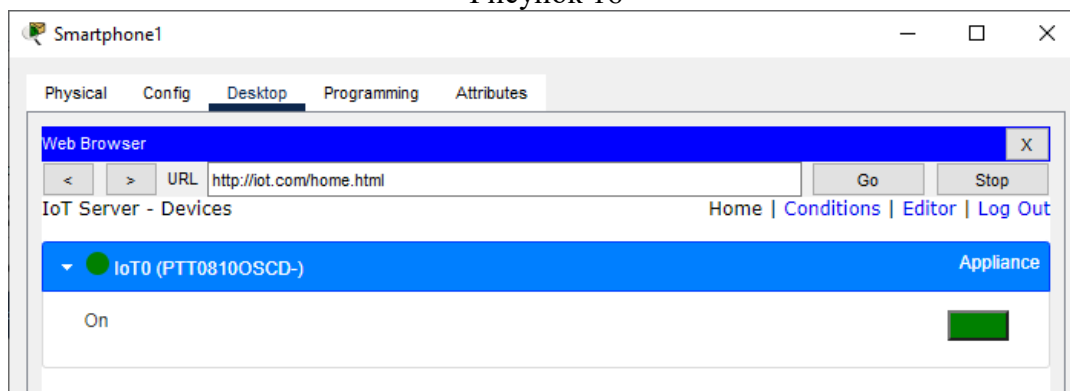 Smartphone1
Physical Config Desktop Programming Attributes
Web Browser X
< > URL http://iot.com/home.html Go Stop
IoT Server - Devices Home | Conditions | Editor | Log Out
IoT0 (PTT0810OSCD-) Appliance
On